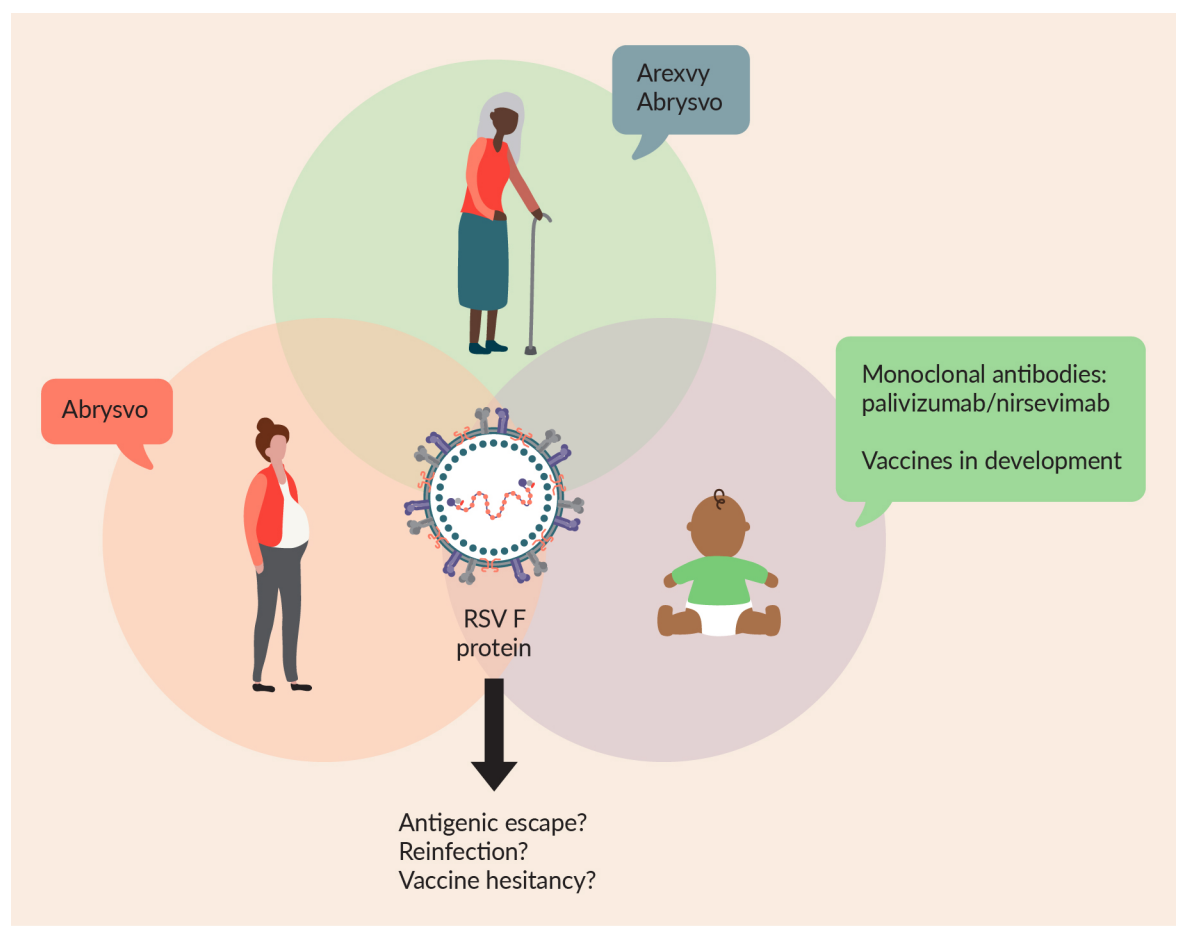 Arexvy
Abrysvo
Abrysvo
Monoclonal antibodies:
palivizumab/nirsevimab
Vaccines in development
RSV F
protein
Antigenic escape?
Reinfection?
Vaccine hesitancy?